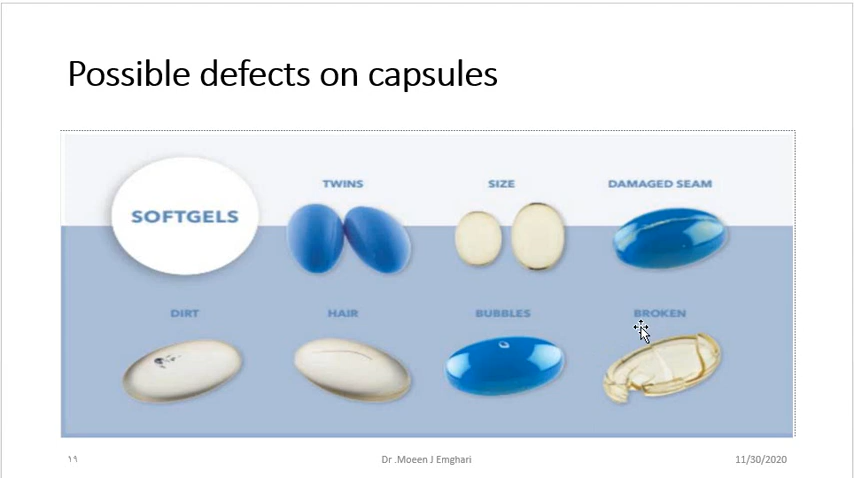 Possible defects on capsules
SOFTGELS
TWINS
SIZE
DAMAGED SEAM
DIRT
HAIR
BUBBLES
BROKEN
١٩
Dr .Moeen J Emghari
11/30/2020